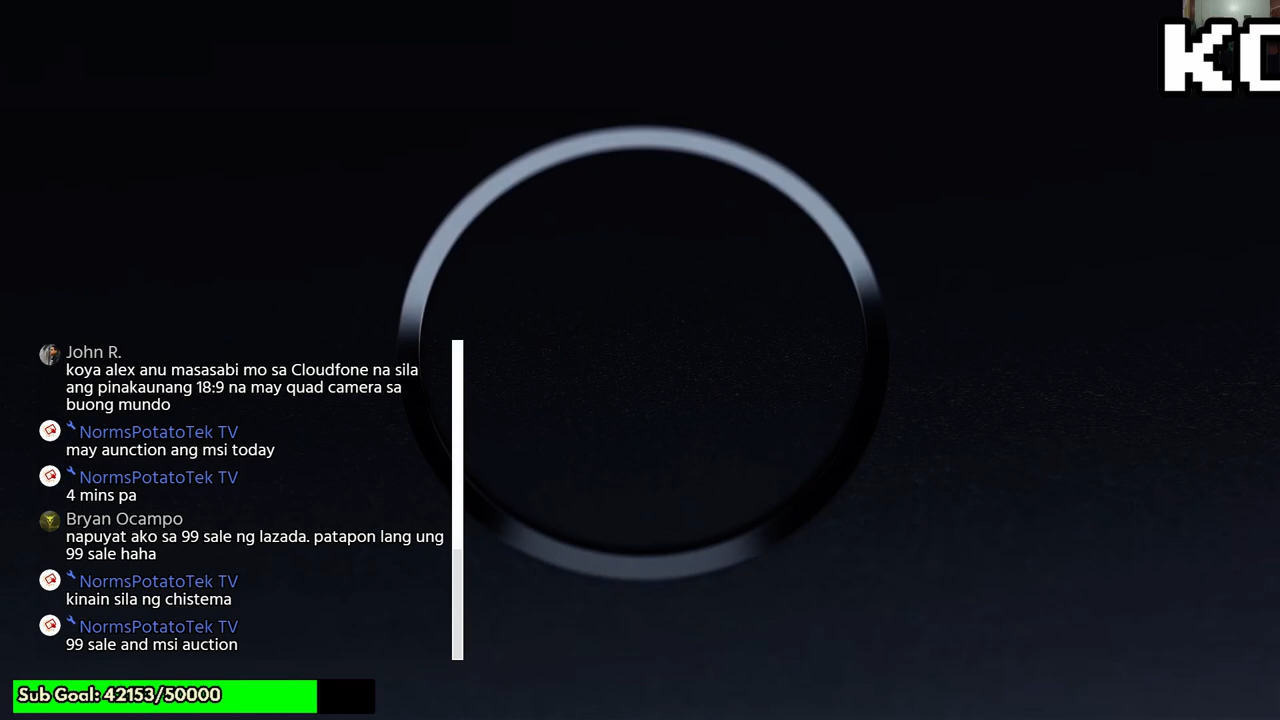 KO
John R.
koya alex anu masasabi mo sa Cloudfone na sila
ang pinakaunang 18:9 na may quad camera sa
buong mundo
NormsPotatoTek TV
may aunction ang msi today
NormsPotatoTek TV
4 mins pa
Bryan Ocampo
napuyat ako sa 99 sale ng lazada. patapon lang ung
99 sale haha
NormsPotatoTek TV
kinain sila ng chistema
NormsPotatoTek TV
99 sale and msi auction
Sub Goal: 42153/50000